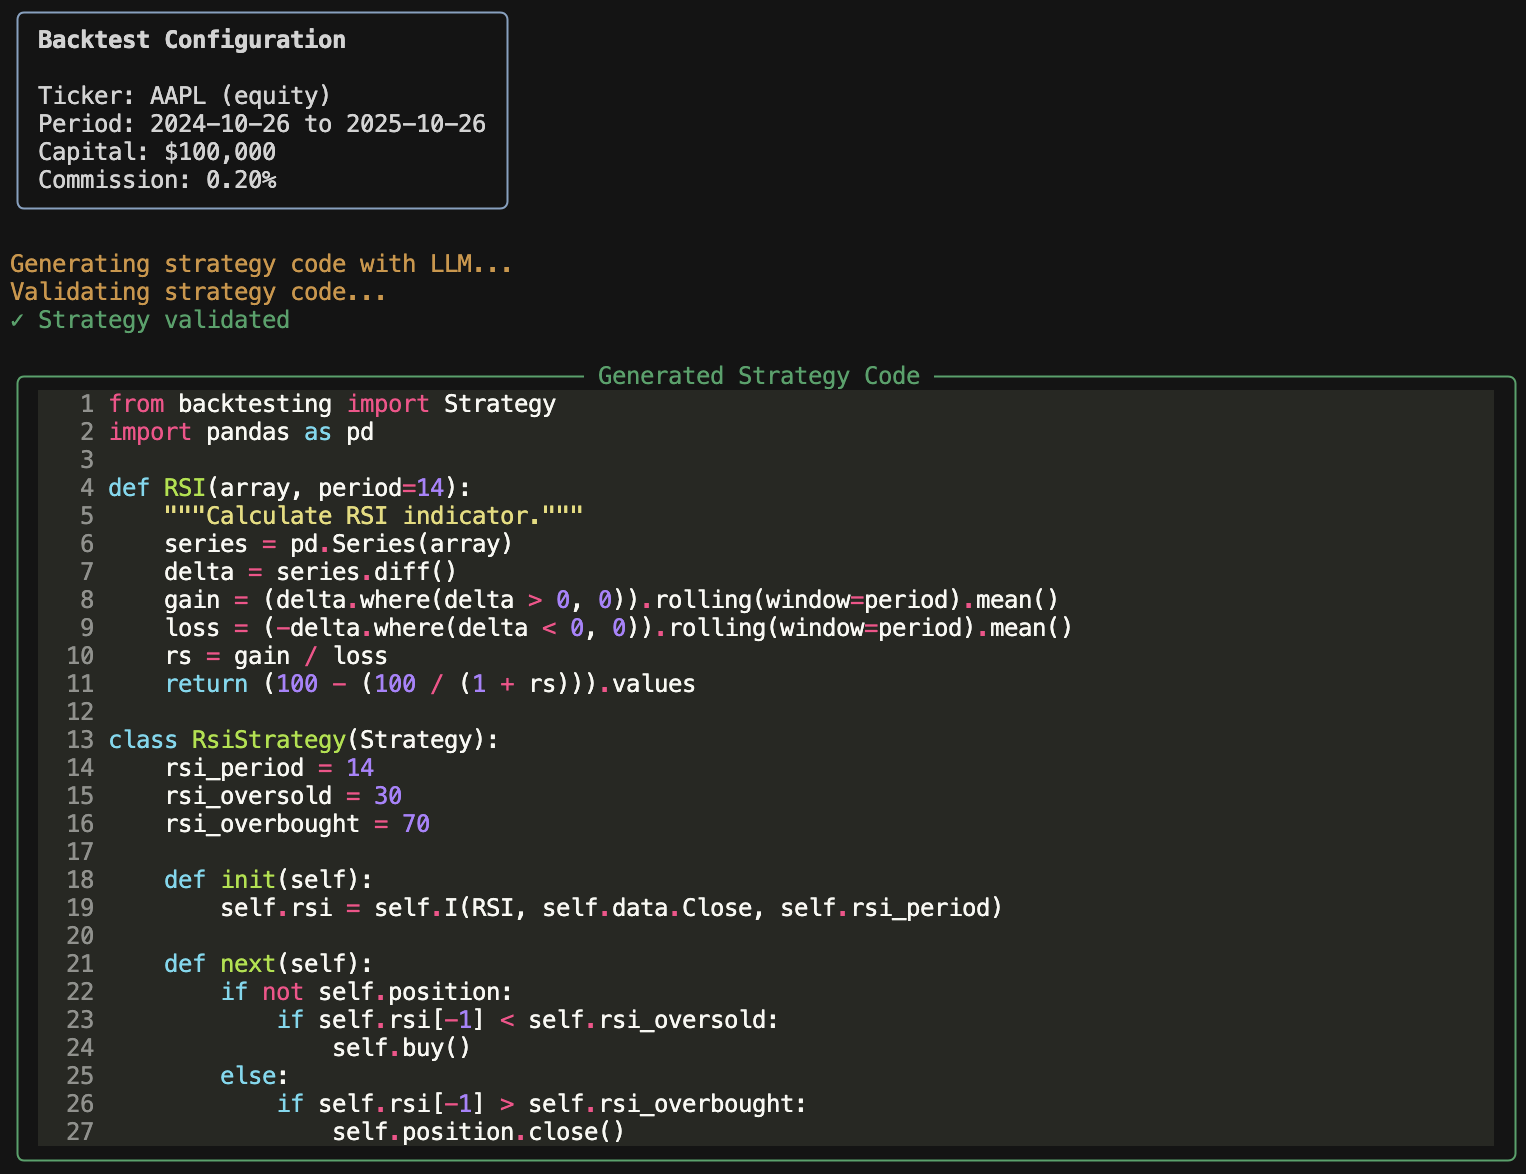 Backtest Configuration
Ticker: AAPL (equity)
Period: 2024-10-26 to 2025-10-26
Capital: $100,000
Commission: 0.20%
Generating strategy code with LLM...
Validating strategy code...
✓ Strategy validated
Generated Strategy Code
1 from backtesting import Strategy
2 import pandas as pd
3
4 def RSI(array, period=14):
5     """Calculate RSI indicator."""
6     series = pd.Series(array)
7     delta = series.diff()
8     gain = (delta.where(delta > 0, 0)).rolling(window=period).mean()
9     loss = (-delta.where(delta < 0, 0)).rolling(window=period).mean()
10     rs = gain / loss
11     return (100 - (100 / (1 + rs))).values
12
13 class RsiStrategy(Strategy):
14     rsi_period = 14
15     rsi_oversold = 30
16     rsi_overbought = 70
17
18     def init(self):
19         self.rsi = self.I(RSI, self.data.Close, self.rsi_period)
20
21     def next(self):
22         if not self.position:
23             if self.rsi[-1] < self.rsi_oversold:
24                 self.buy()
25         else:
26             if self.rsi[-1] > self.rsi_overbought:
27                 self.position.close()